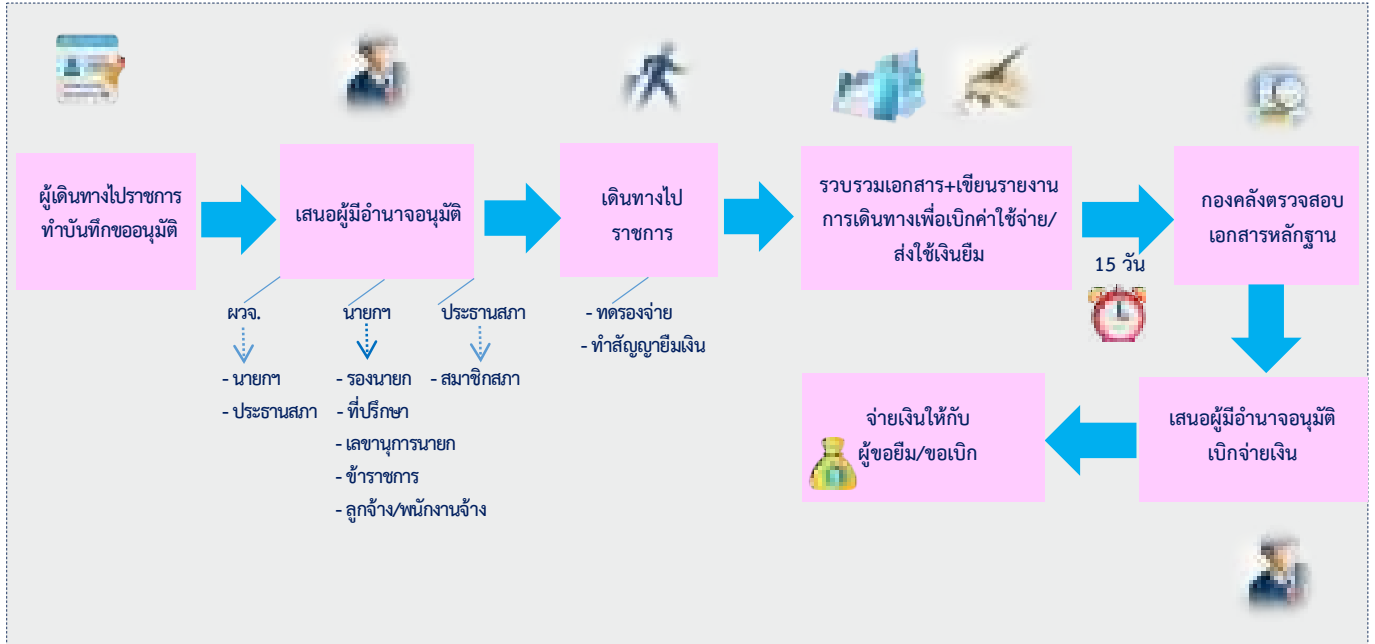 ผู้เดินทางไปราชการ
ทำบันทึกขออนุมัติ
เสนอผู้มีอำนาจอนุมัติ
ผวจ.
- นายกฯ
- ประธานสภา
นายกฯ
- รองนายก
- ที่ปรึกษา
- เลขานุการนายก
- ข้าราชการ
- ลูกจ้าง/พนักงานจ้าง
ประธานสภา
- สมาชิกสภา
เดินทางไป
ราชการ
- ทดรองจ่าย
- ทำสัญญายืมเงิน
รวบรวมเอกสาร+เขียนรายงาน
การเดินทางเพื่อเบิกค่าใช้จ่าย/
ส่งใช้เงินยืม
15 วัน
กองคลังตรวจสอบ
เอกสารหลักฐาน
เสนอผู้มีอำนาจอนุมัติ
เบิกจ่ายเงิน
จ่ายเงินให้กับ
ผู้ขอยืม/ขอเบิก